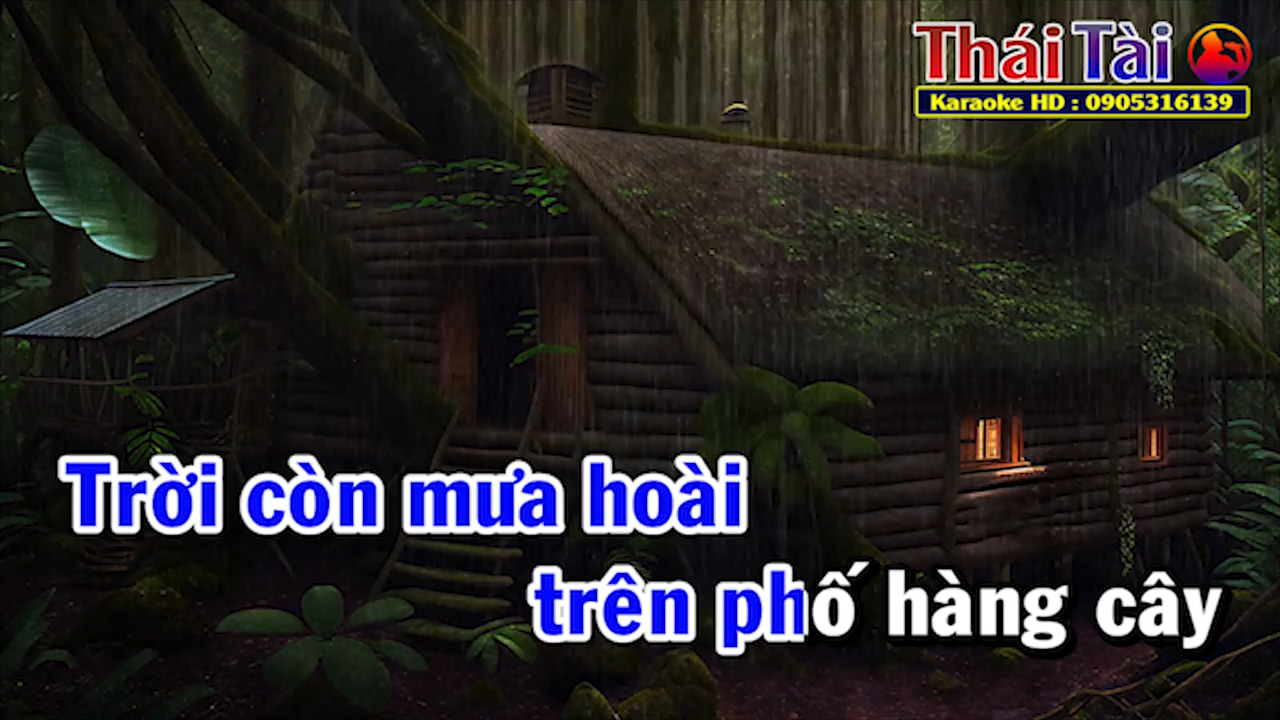 Thái Tài
Karaoke HD : 0905316139
Trời còn mưa hoài
trên phố hàng cây